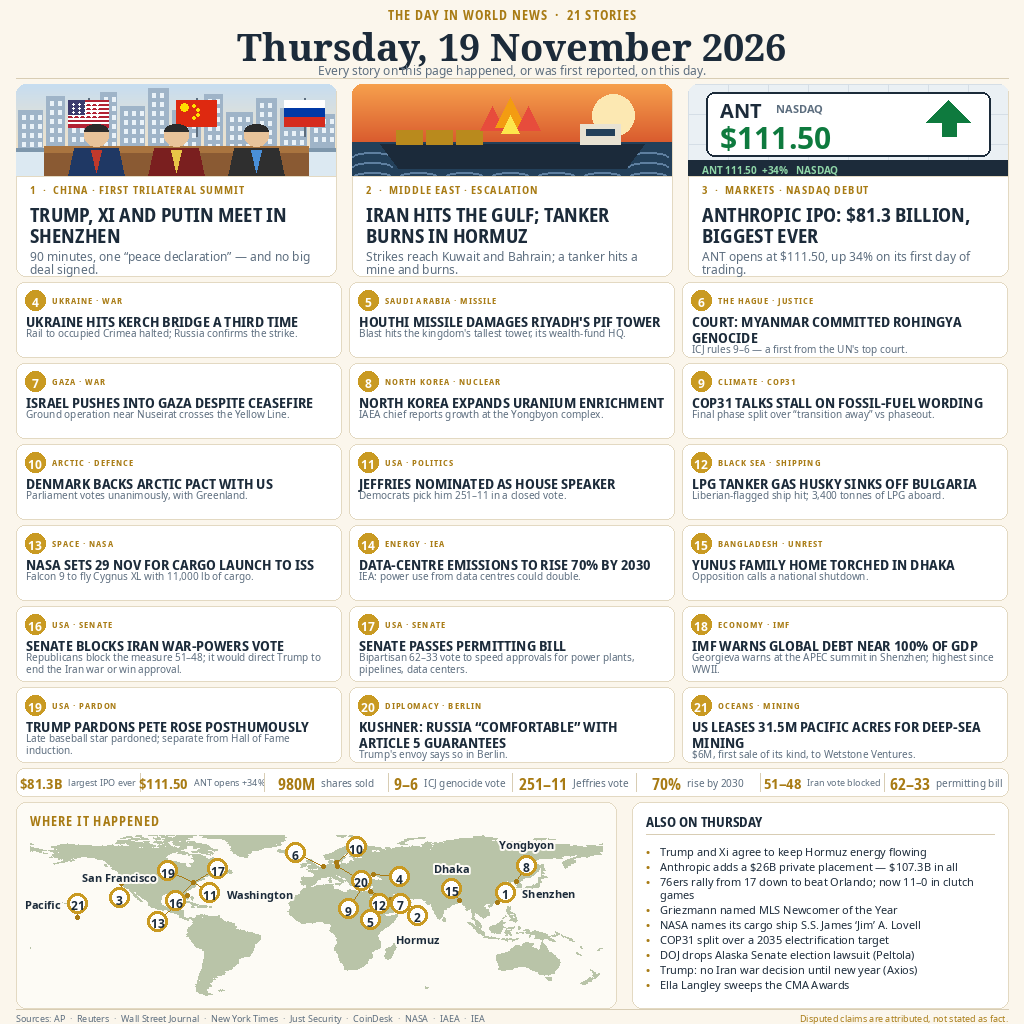 THE DAY IN WORLD NEWS · 21 STORIES
Thursday, 19 November 2026
Every story on this page happened, or was first reported, on this day.
ANT NASDAQ
$111.50
ANT 111.50 +34% NASDAQ
1 · CHINA · FIRST TRILATERAL SUMMIT
TRUMP, XI AND PUTIN MEET IN
SHENZHEN
90 minutes, one “peace declaration” — and no big
deal signed.
2 · MIDDLE EAST · ESCALATION
IRAN HITS THE GULF; TANKER
BURNS IN HORMUZ
Strikes reach Kuwait and Bahrain; a tanker hits a
mine and burns.
3 · MARKETS · NASDAQ DEBUT
ANTHROPIC IPO: $81.3 BILLION,
BIGGEST EVER
ANT opens at $111.50, up 34% on its first day of
trading.
4 UKRAINE · WAR
UKRAINE HITS KERCH BRIDGE A THIRD TIME
Rail to occupied Crimea halted; Russia confirms the strike.
5 SAUDI ARABIA · MISSILE
HOUTHI MISSILE DAMAGES RIYADH'S PIF TOWER
Blast hits the kingdom's tallest tower, its wealth-fund HQ.
6 THE HAGUE · JUSTICE
COURT: MYANMAR COMMITTED ROHINGYA
GENOCIDE
ICJ rules 9–6 — a first from the UN's top court.
7 GAZA · WAR
ISRAEL PUSHES INTO GAZA DESPITE CEASEFIRE
Ground operation near Nuseirat crosses the Yellow Line.
8 NORTH KOREA · NUCLEAR
NORTH KOREA EXPANDS URANIUM ENRICHMENT
IAEA chief reports growth at the Yongbyon complex.
9 CLIMATE · COP31
COP31 TALKS STALL ON FOSSIL-FUEL WORDING
Final phase split over “transition away” vs phaseout.
10 ARCTIC · DEFENCE
DENMARK BACKS ARCTIC PACT WITH US
Parliament votes unanimously, with Greenland.
11 USA · POLITICS
JEFFRIES NOMINATED AS HOUSE SPEAKER
Democrats pick him 251–11 in a closed vote.
12 BLACK SEA · SHIPPING
LPG TANKER GAS HUSKY SINKS OFF BULGARIA
Liberian-flagged ship hit; 3,400 tonnes of LPG aboard.
13 SPACE · NASA
NASA SETS 29 NOV FOR CARGO LAUNCH TO ISS
Falcon 9 to fly Cygnus XL with 11,000 lb of cargo.
14 ENERGY · IEA
DATA-CENTRE EMISSIONS TO RISE 70% BY 2030
IEA: power use from data centres could double.
15 BANGLADESH · UNREST
YUNUS FAMILY HOME TORCHED IN DHAKA
Opposition calls a national shutdown.
16 USA · SENATE
SENATE BLOCKS IRAN WAR-POWERS VOTE
Republicans block the measure 51–48; it would direct Trump to
end the Iran war or win approval.
17 USA · SENATE
SENATE PASSES PERMITTING BILL
Bipartisan 62–33 vote to speed approvals for power plants,
pipelines, data centers.
18 ECONOMY · IMF
IMF WARNS GLOBAL DEBT NEAR 100% OF GDP
Georgieva warns at the APEC summit in Shenzhen; highest since
WWII.
19 USA · PARDON
TRUMP PARDONS PETE ROSE POSTHUMOUSLY
Late baseball star pardoned; separate from Hall of Fame
induction.
20 DIPLOMACY · BERLIN
KUSHNER: RUSSIA “COMFORTABLE” WITH
ARTICLE 5 GUARANTEES
Trump's envoy says so in Berlin.
21 OCEANS · MINING
US LEASES 31.5M PACIFIC ACRES FOR DEEP-SEA
MINING
$6M, first sale of its kind, to Wetstone Ventures.
$81.3B largest IPO ever $111.50 ANT opens +34% 980M shares sold 9–6 ICJ genocide vote 251–11 Jeffries vote 70% rise by 2030 51–48 Iran vote blocked 62–33 permitting bill
WHERE IT HAPPENED
Yongbyon
6 10
San Francisco 19 17 Dhaka 8
20 4
3 16 11 Washington 15 1 Shenzhen
Pacific 21
13 9 12 7
5 2
Hormuz
ALSO ON THURSDAY
• Trump and Xi agree to keep Hormuz energy flowing
• Anthropic adds a $26B private placement — $107.3B in all
• 76ers rally from 17 down to beat Orlando; now 11–0 in clutch
games
• Griezmann named MLS Newcomer of the Year
• NASA names its cargo ship S.S. James ‘Jim’ A. Lovell
• COP31 split over a 2035 electrification target
• DOJ drops Alaska Senate election lawsuit (Peltola)
• Trump: no Iran war decision until new year (Axios)
• Ella Langley sweeps the CMA Awards
Sources: AP · Reuters · Wall Street Journal · New York Times · Just Security · CoinDesk · NASA · IAEA · IEA
Disputed claims are attributed, not stated as fact.